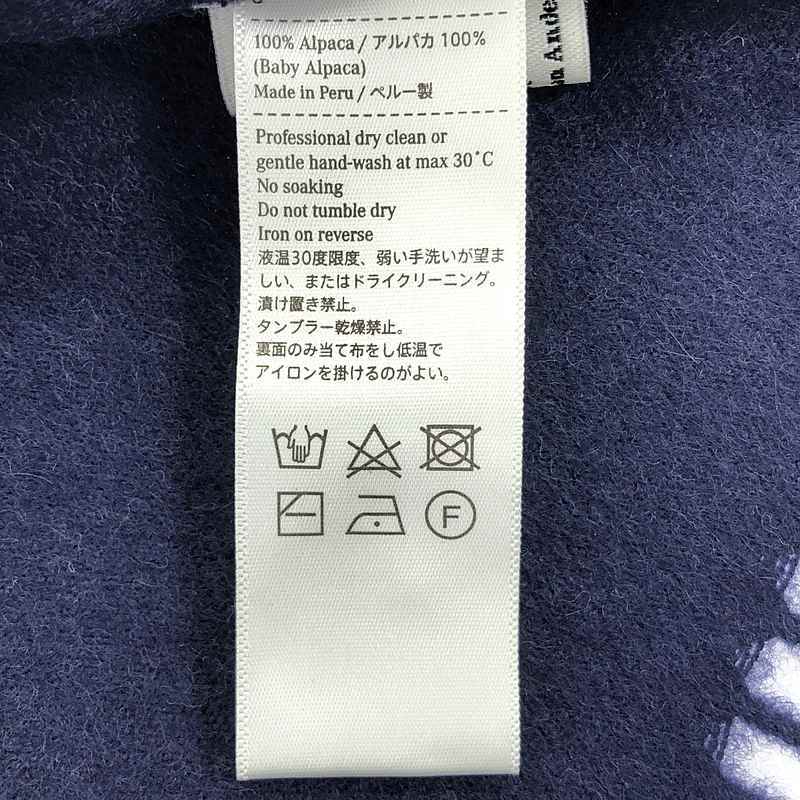 100% Alpaca / アルパカ 100%
(Baby Alpaca)
Made in Peru / ペルー製
Professional dry clean or
gentle hand-wash at max 30˚C
No soaking
Do not tumble dry
Iron on reverse
液温30度限度、弱い手洗いが望ま
しい、またはドライクリーニング。
漬け置き禁止。
タンブラー乾燥禁止。
裏面のみ当て布をし低温で
アイロンを掛けるのがよい。
F